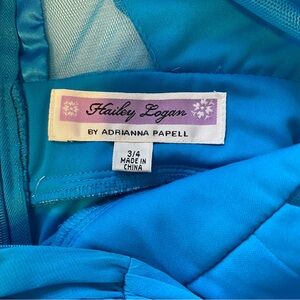 Hailey Logan
BY ADRIANNA PAPELL
3/4
MADE IN
CHINA